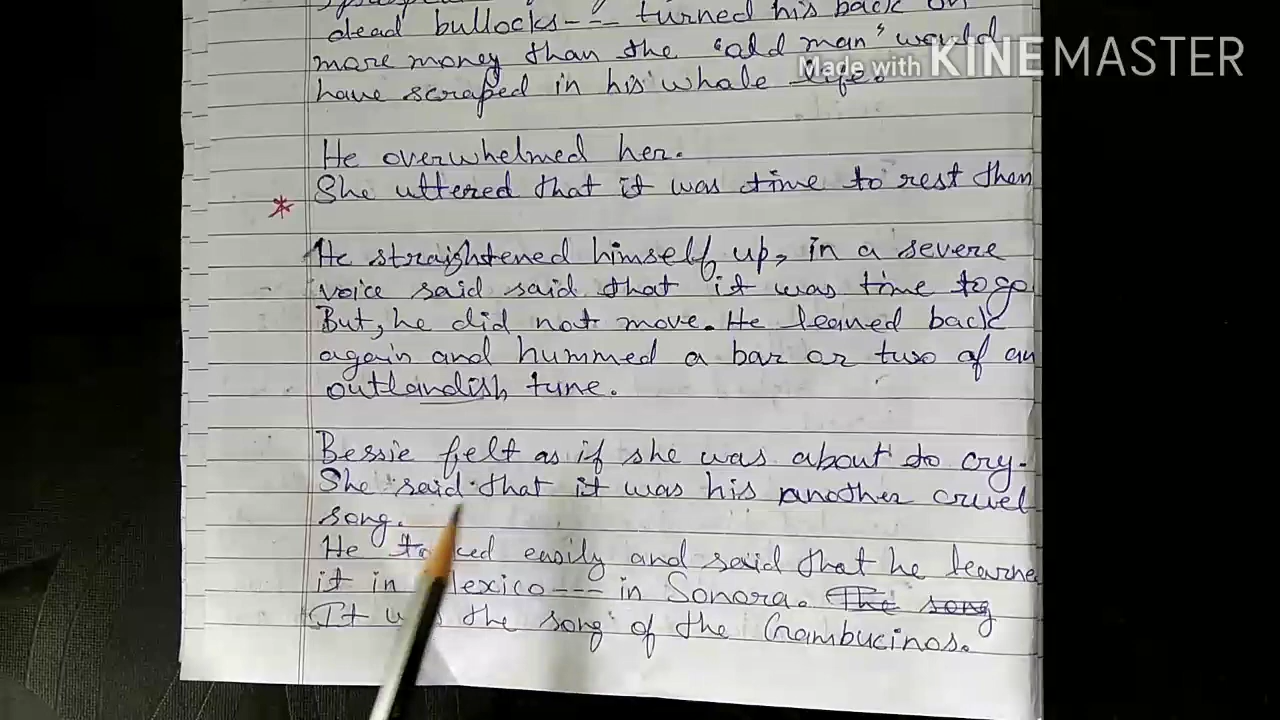 dead bullocks--- turned his back on
more money than the "old man" would
have scraped in his whole life.
Made with KINEMASTER
He overwhelmed her.
She uttered that it was time to rest then
*
He straightened himself up, in a severe
voice said said that it was time to go
But, he did not move. He leaned back
again and hummed a bar or two of an
outlandish tune.
Bessie felt as if she was about to cry.
She said that it was his another cruel
song.
He easily and said that he learne
it in exico --- in Sonora. The song
It the song of the Gambucinos.